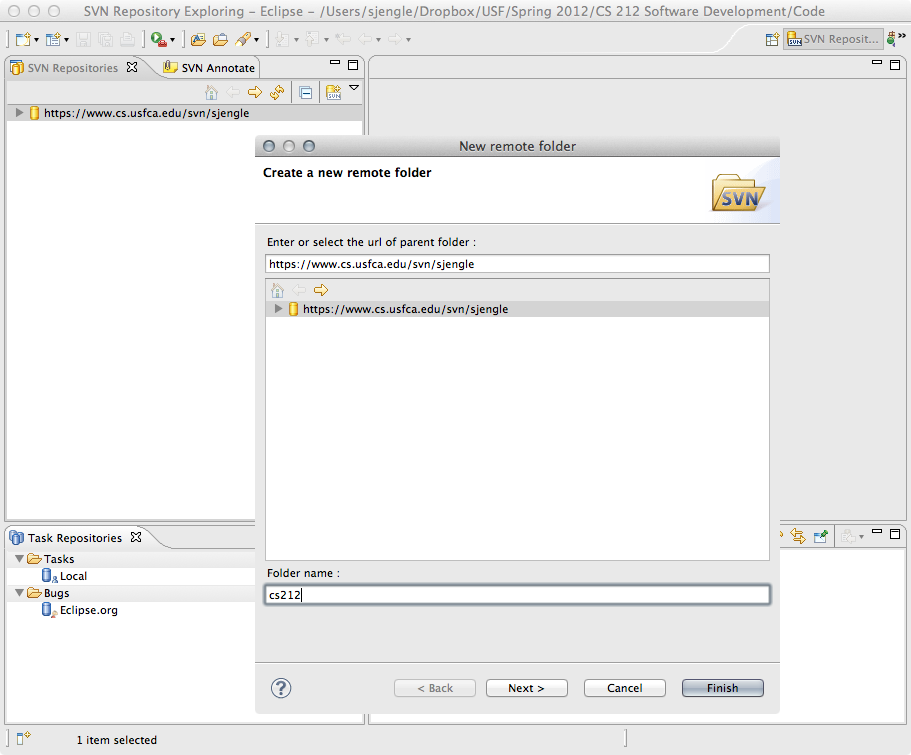 SVN Repository Exploring – Eclipse – /Users/sjengle/Dropbox/USF/Spring 2012/CS 212 Software Development/Code
SVN Reposit...
SVN Repositories
SVN Annotate
SVN
https://www.cs.usfca.edu/svn/sjengle
New remote folder
Create a new remote folder
SVN
Enter or select the url of parent folder :
https://www.cs.usfca.edu/svn/sjengle
https://www.cs.usfca.edu/svn/sjengle
Task Repositories
Tasks
Local
Bugs
Eclipse.org
Folder name :
cs212
?
< Back
Next >
Cancel
Finish
1 item selected